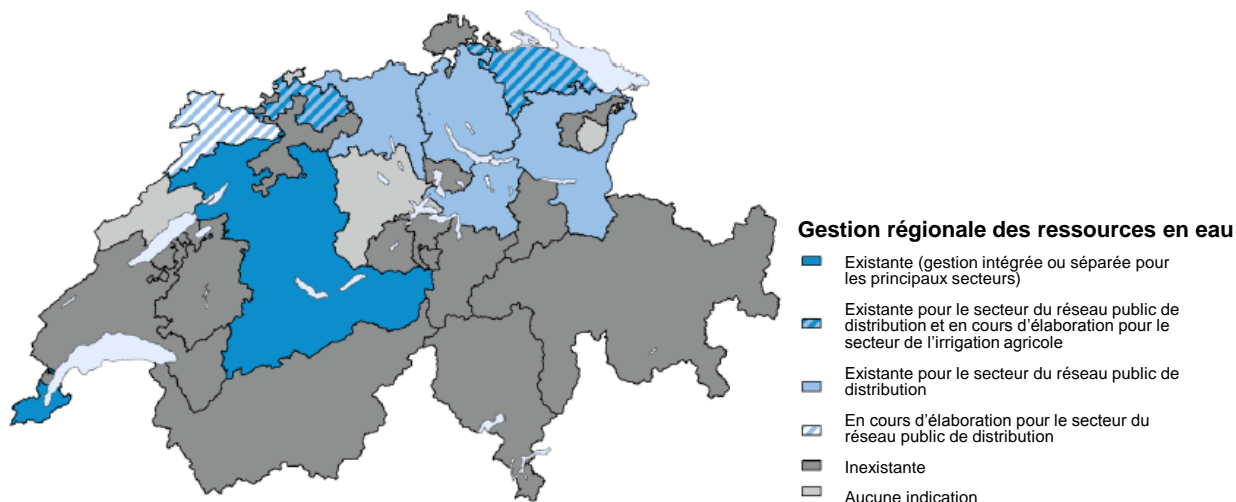 Gestion régionale des ressources en eau
Existante (gestion intégrée ou séparée pour
les principaux secteurs)
Existante pour le secteur du réseau public de
distribution et en cours d'élaboration pour le
secteur de l'irrigation agricole
Existante pour le secteur du réseau public de
distribution
En cours d'élaboration pour le secteur du
réseau public de distribution
Inexistante
Aucune indication